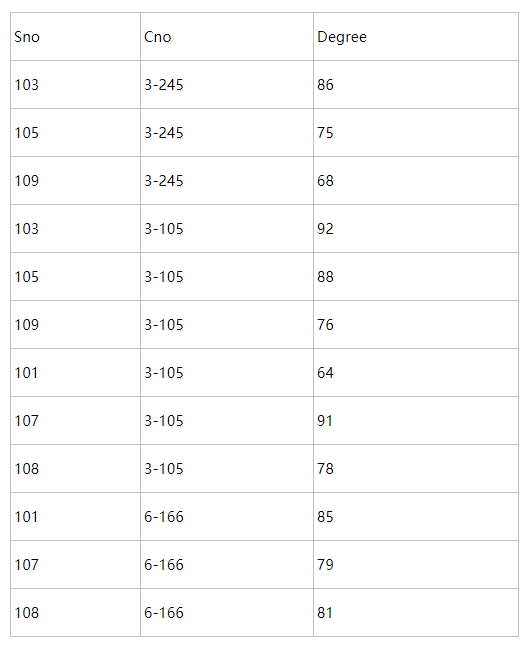 Sno Cno Degree
103 3-245 86
105 3-245 75
109 3-245 68
103 3-105 92
105 3-105 88
109 3-105 76
101 3-105 64
107 3-105 91
108 3-105 78
101 6-166 85
107 6-166 79
108 6-166 81